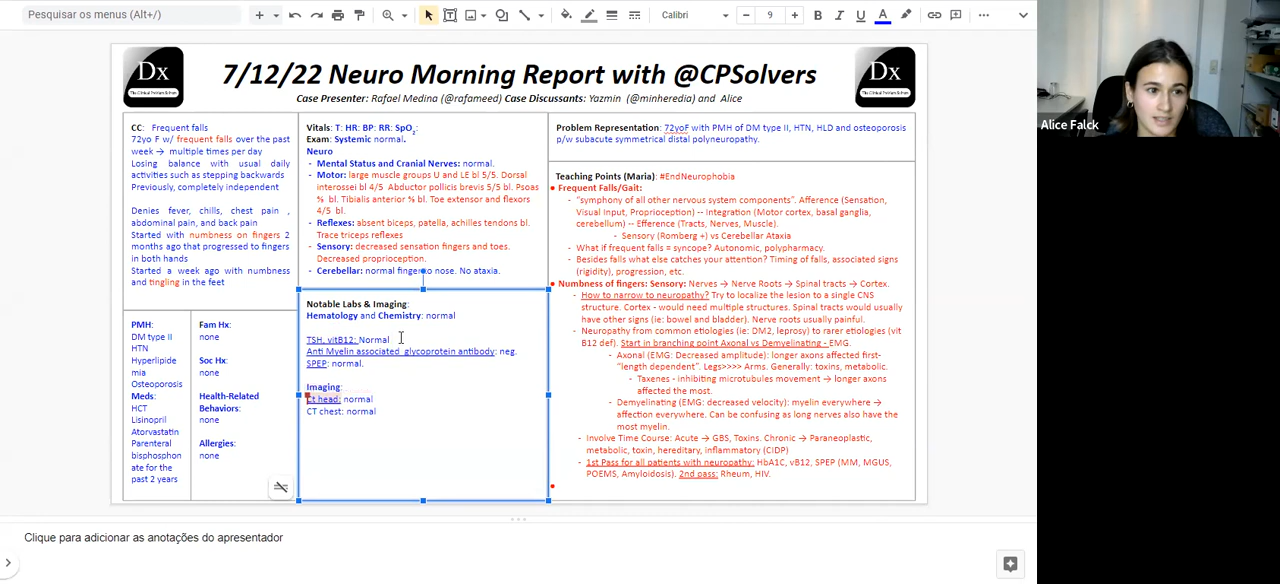 Pesquisar os menus (Alt+/)
Calibri
9
B I U A
7/12/22 Neuro Morning Report with @CPSolvers
Case Presenter: Rafael Medina (@rafameed) Case Discussants: Yazmin (@minheredia) and Alice
Dx
Dx
CC: Frequent falls
72yo F w/ frequent falls over the past
week → multiple times per day
Losing balance with usual daily
activities such as stepping backwards
Previously, completely independent
Denies fever, chills, chest pain ,
abdominal pain, and back pain
Started with numbness on fingers 2
months ago that progressed to fingers
in both hands
Started a week ago with numbness
and tingling in the feet
PMH:
DM type II
HTN
Hyperlipide
mia
Osteoporosis
Meds:
HCT
Lisinopril
Atorvastatin
Parenteral
bisphosphon
ate for the
past 2 years
Fam Hx:
none
Soc Hx:
none
Health-Related
Behaviors:
none
Allergies:
none
Vitals: T: HR: BP: RR: SpO2:
Exam: Systemic normal.
Neuro
- Mental Status and Cranial Nerves: normal.
- Motor: large muscle groups U and LE bl 5/5. Dorsal
interossei bl 4/5 Abductor pollicis brevis 5/5 bl. Psoas
bl. Tibialis anterior bl. Toe extensor and flexors
4/5 bl.
- Reflexes: absent biceps, patella, achilles tendons bl.
Trace triceps reflexes
- Sensory: decreased sensation fingers and toes.
Decreased proprioception.
- Cerebellar: normal finger to nose. No ataxia.
Notable Labs & Imaging:
Hematology and Chemistry: normal
TSH, vitB12: Normal
Anti Myelin associated glycoprotein antibody: neg.
SPEP: normal.
Imaging:
Ct head: normal
CT chest: normal
Problem Representation: 72yoF with PMH of DM type II, HTN, HLD and osteoporosis
p/w subacute symmetrical distal polyneuropathy.
Teaching Points (Maria): #EndNeurophobia
● Frequent Falls/Gait:
- "symphony of all other nervous system components". Afference (Sensation,
Visual Input, Proprioception) -- Integration (Motor cortex, basal ganglia,
cerebellum) -- Efference (Tracts, Nerves, Muscle).
- Sensory (Romberg +) vs Cerebellar Ataxia
- What if frequent falls = syncope? Autonomic, polypharmacy.
- Besides falls what else catches your attention? Timing of falls, associated signs
(rigidity), progression, etc.
● Numbness of fingers: Sensory: Nerves → Nerve Roots → Spinal tracts → Cortex.
- How to narrow to neuropathy? Try to localize the lesion to a single CNS
structure. Cortex - would need multiple structures. Spinal tracts would usually
have other signs (ie: bowel and bladder). Nerve roots usually painful.
- Neuropathy from common etiologies (ie: DM2, leprosy) to rarer etiologies (vit
B12 def). Start in branching point Axonal vs Demyelinating - EMG.
- Axonal (EMG: Decreased amplitude): longer axons affected first-
"length dependent". Legs>>>> Arms. Generally: toxins, metabolic.
- Taxenes - inhibiting microtubules movement → longer axons
affected the most.
- Demyelinating (EMG: decreased velocity): myelin everywhere →
affection everywhere. Can be confusing as long nerves also have the
most myelin.
- Involve Time Course: Acute → GBS, Toxins. Chronic → Paraneoplastic,
metabolic, toxin, hereditary, inflammatory (CIDP)
- 1st Pass for all patients with neuropathy: HbA1C, vB12, SPEP (MM, MGUS,
POEMS, Amyloidosis). 2nd pass: Rheum, HIV.
Clique para adicionar as anotações do apresentador
Alice Falck